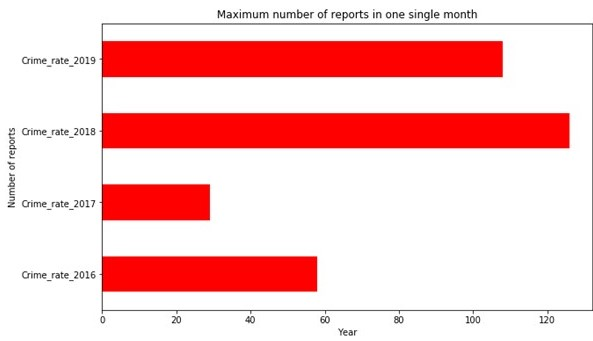 Maximum number of reports in one single month
Number of reports
Crime_rate_2019
Crime_rate_2018
Crime_rate_2017
Crime_rate_2016
0 20 40 60 80 100 120
Year